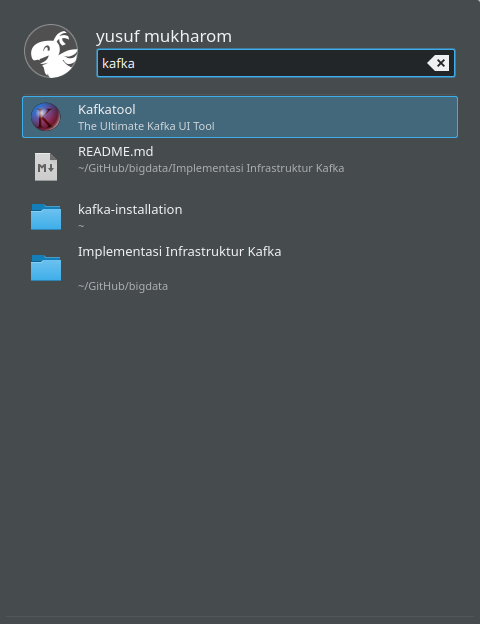 yusuf mukharom
kafka
Kafkatool
The Ultimate Kafka UI Tool
README.md
~/GitHub/bigdata/Implementasi Infrastruktur Kafka
kafka-installation
~
Implementasi Infrastruktur Kafka
~/GitHub/bigdata